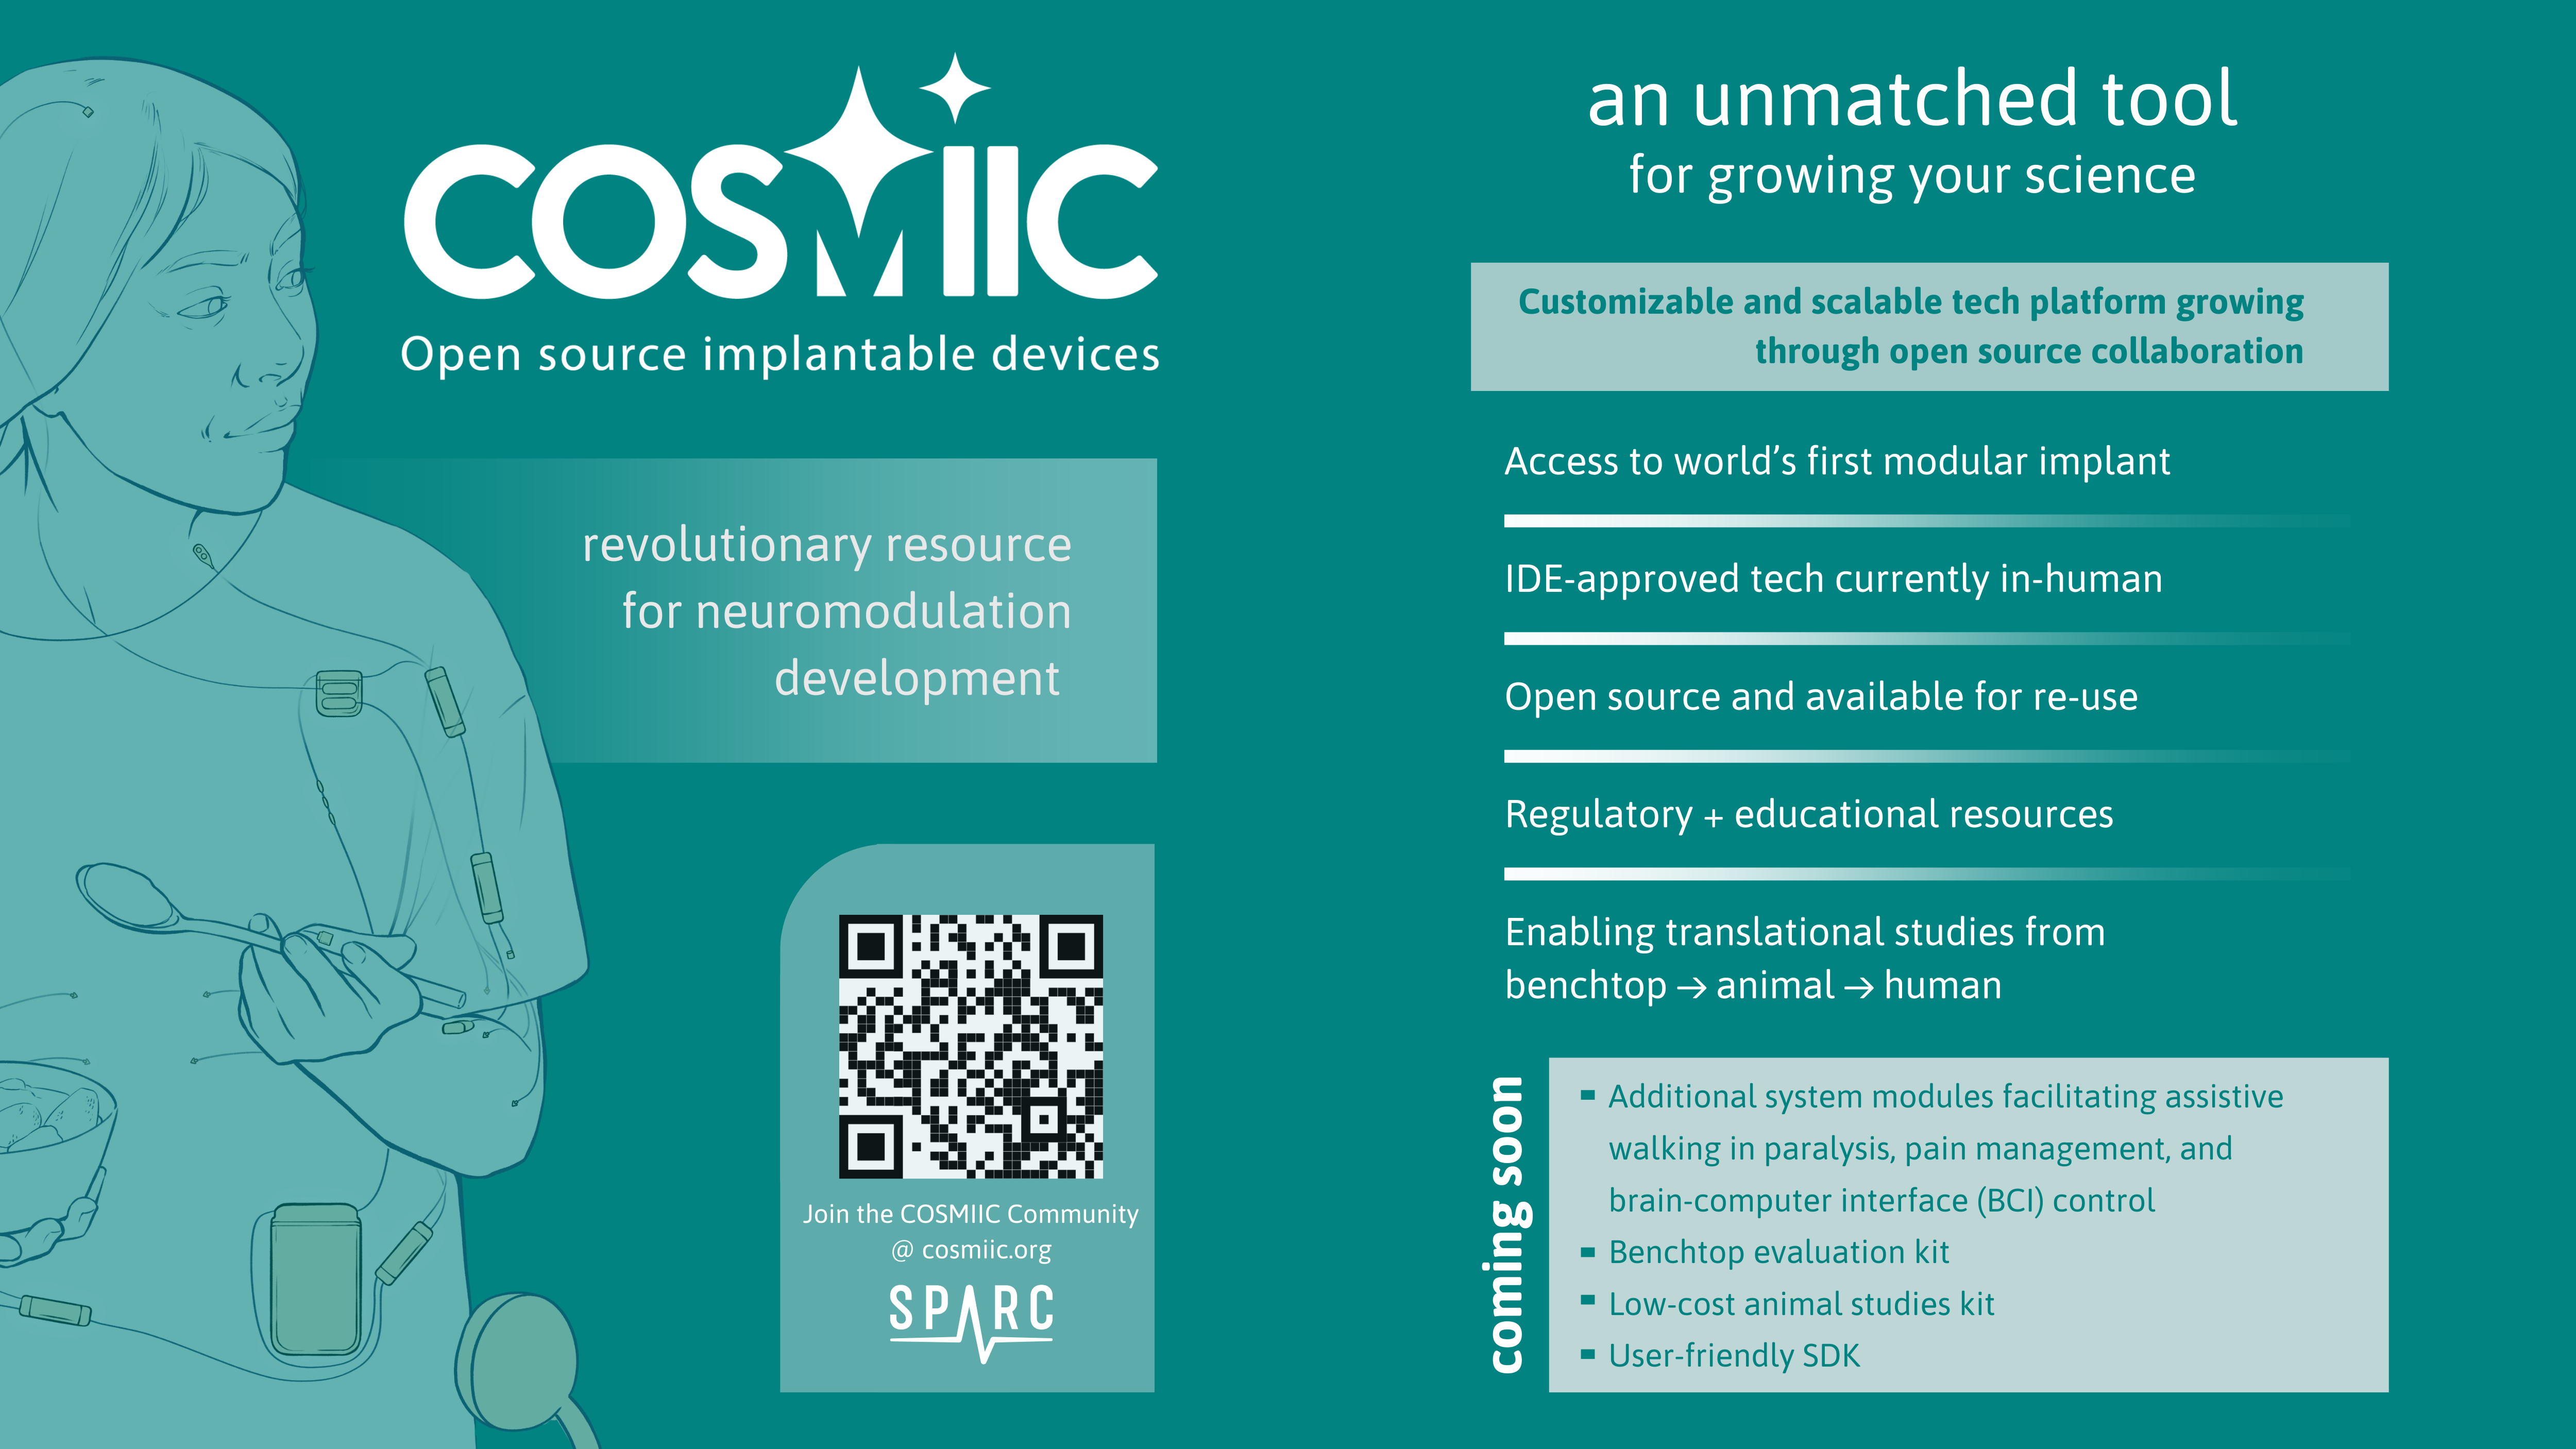 COSMIIC
Open source implantable devices
revolutionary resource
for neuromodulation
development
Join the COSMIIC Community
@ cosmiic.org
SPARC
an unmatched tool
for growing your science
Customizable and scalable tech platform growing
through open source collaboration
Access to world’s first modular implant
IDE-approved tech currently in-human
Open source and available for re-use
Regulatory + educational resources
Enabling translational studies from
benchtop → animal → human
coming soon
Additional system modules facilitating assistive
walking in paralysis, pain management, and
brain-computer interface (BCI) control
Benchtop evaluation kit
Low-cost animal studies kit
User-friendly SDK